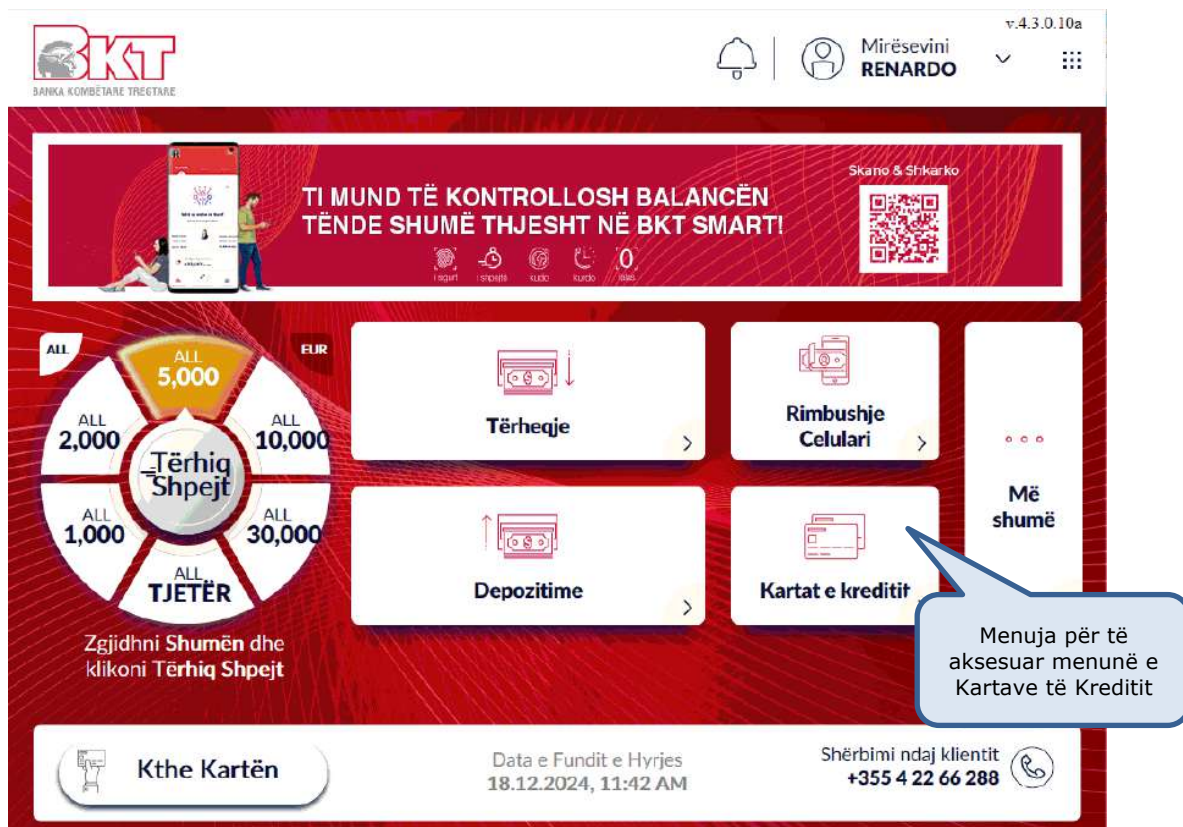 v.4.3.0.10a
BKT
BANKA KOMBËTARE TREGTARE
Mirësevini
RENARDO
Skano & Shkarko
TI MUND TË KONTROLLOSH BALANCËN
TËNDE SHUMË THJESHT NË BKT SMART!
i sigurt i shpejtë kudo kurdo
ALL
EUR
ALL
5,000
ALL
2,000
ALL
10,000
Tërhiq
Shpejt
ALL
1,000
ALL
30,000
ALL
TJETËR
Zgjidhni Shumën dhe
klikoni Tërhiq Shpejt
Tërheqje
Rimbushje
Celulari
Depozitime
Kartat e kreditit
Më
shumë
Menuja për të
aksesuar menunë e
Kartave të Kreditit
Kthe Kartën
Data e Fundit e Hyrjes
18.12.2024, 11:42 AM
Shërbimi ndaj klientit
+355 4 22 66 288